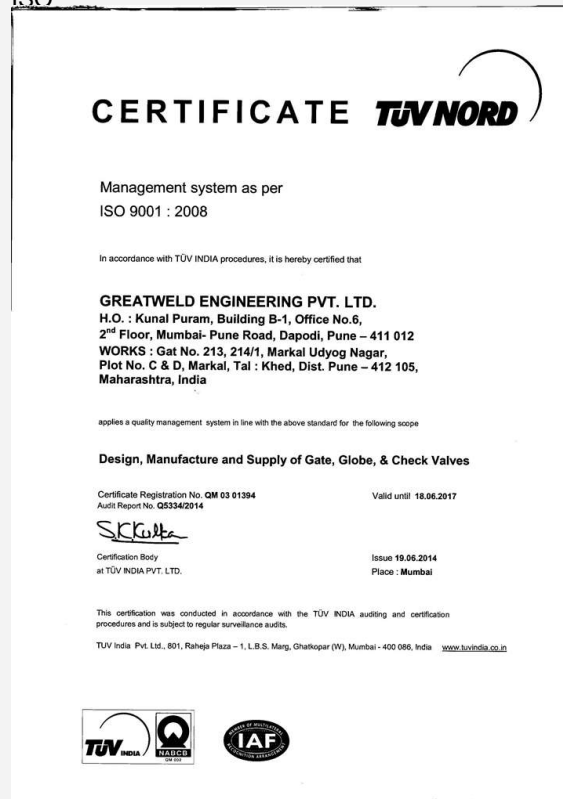 ISO
CERTIFICATE TÜV NORD
Management system as per
ISO 9001 : 2008
In accordance with TÜV INDIA procedures, it is hereby certified that
GREATWELD ENGINEERING PVT. LTD.
H.O. : Kunal Puram, Building B-1, Office No.6,
2nd Floor, Mumbai- Pune Road, Dapodi, Pune – 411 012
WORKS : Gat No. 213, 214/1, Markal Udyog Nagar,
Plot No. C & D, Markal, Tal : Khed, Dist. Pune – 412 105,
Maharashtra, India
applies a quality management system in line with the above standard for the following scope
Design, Manufacture and Supply of Gate, Globe, & Check Valves
Certificate Registration No. QM 03 01394 Valid until 18.06.2017
Audit Report No. Q5334/2014
Certification Body Issue 19.06.2014
at TÜV INDIA PVT. LTD. Place : Mumbai
This certification was conducted in accordance with the TÜV INDIA auditing and certification
procedures and is subject to regular surveillance audits.
TUV India Pvt. Ltd., 801, Raheja Plaza – 1, L.B.S. Marg, Ghatkopar (W), Mumbai - 400 086, India www.tuvindia.co.in
TÜV INDIA
NABCB
QM 003
MEMBER OF MULTILATERAL
IAF
RECOGNITION ARRANGEMENT